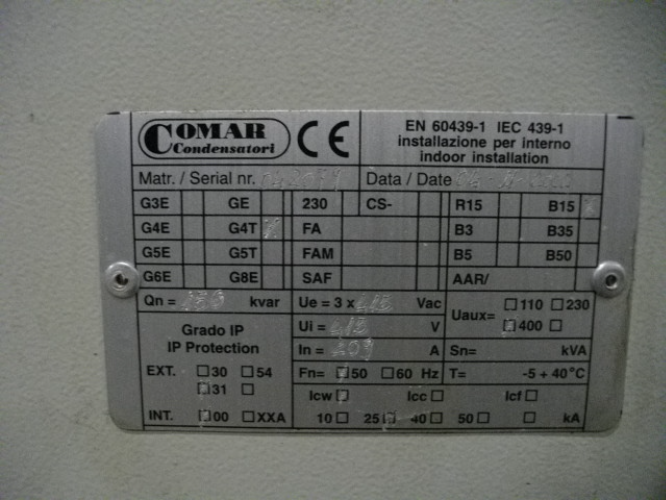 COMAR
Condensatori
CE
EN 60439-1 IEC 439-1
installazione per interno
indoor installation
Matr. / Serial nr.
Data / Date
G3E GE 230 CS- R15 B15
G4E G4T FA B3 B35
G5E G5T FAM B5 B50
G6E G8E SAF AAR/
Qn = kvar Ue = 3 x Vac Uaux= 110 230
Ui = V 400
Grado IP
IP Protection
In = A Sn= kVA
EXT. 30 54 Fn= 50 60 Hz T= -5 + 40°C
31 Icw Icc Icf
INT. 00 XXA 10 25 40 50 kA